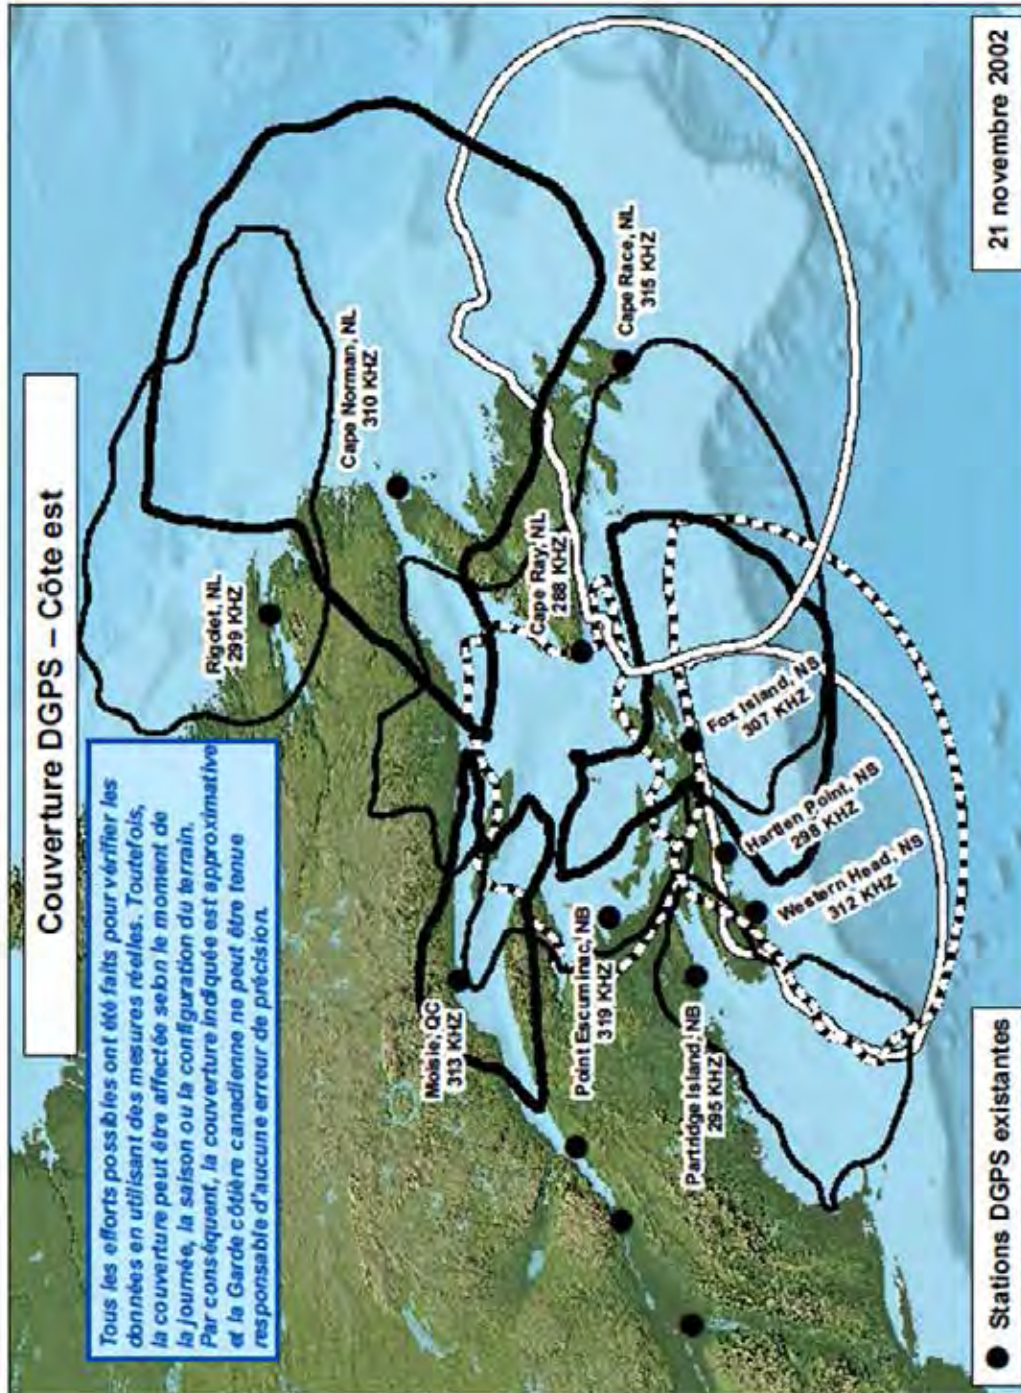 Couverture DGPS – Côte est
Tous les efforts possibles ont été faits pour vérifier les
données en utilisant des mesures réelles. Toutefois,
la couverture peut être affectée selon le moment de
la journée, la saison ou la configuration du terrain.
Par conséquent, la couverture indiquée est approximative
et la Garde côtière canadienne ne peut être tenue
responsable d'aucune erreur de précision.
Rigolet, NL
299 KHZ
Cape Norman, NL
310 KHZ
Moisie, QC
313 KHZ
Cape Ray, NL
288 KHZ
Cape Race, NL
315 KHZ
Point Escuminac, NB
319 KHZ
Partridge Island, NB
295 KHZ
Fox Island, NS
307 KHZ
Hartlen Point, NS
298 KHZ
Western Head, NS
312 KHZ
Stations DGPS existantes
21 novembre 2002